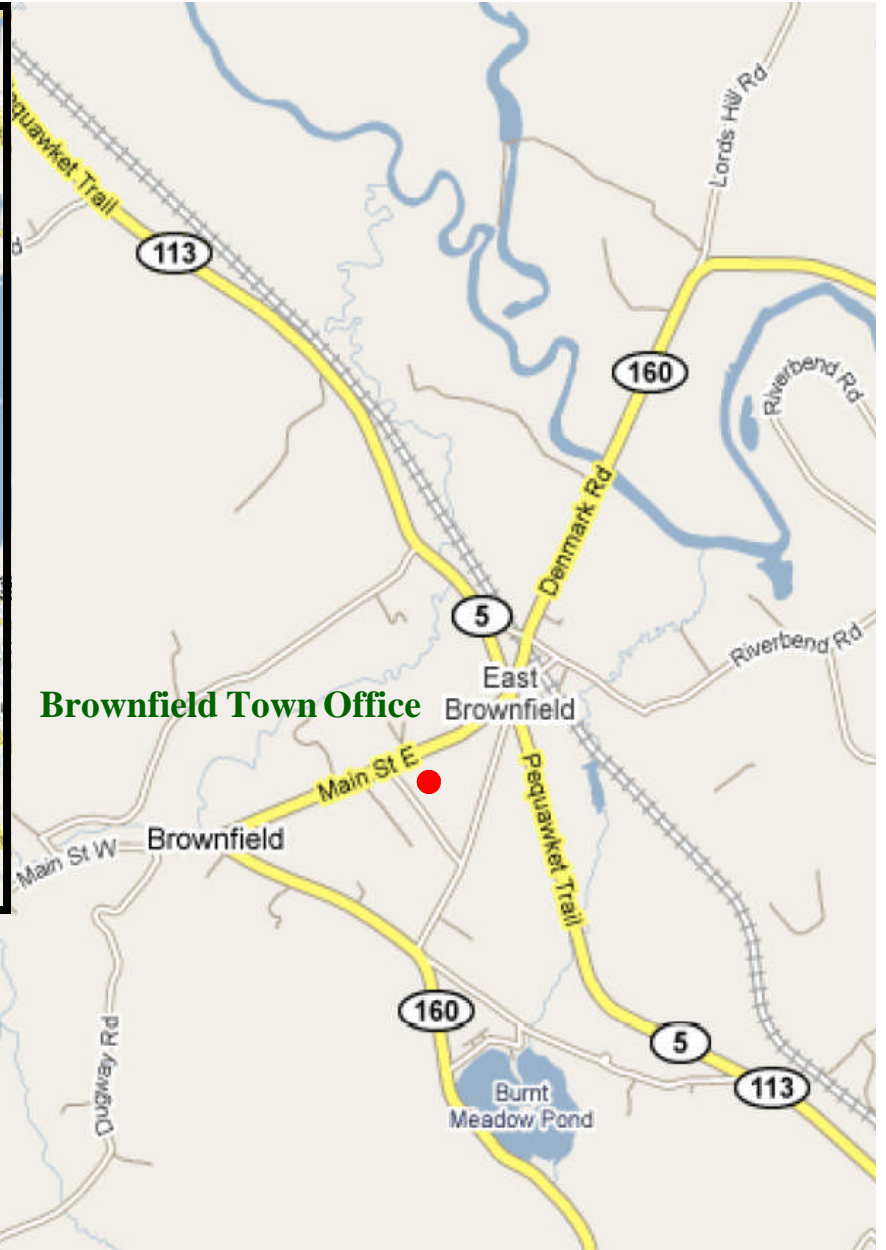 Lords Hill Rd
Pequawket Trail
113
d
160
Riverbend Rd
Denmark Rd
5
East
Brownfield
Riverbend Rd
Brownfield Town Office
Main St E
Pequawket Trail
Brownfield
Main St W
160
5
Dugway Rd
113
Burnt
Meadow Pond